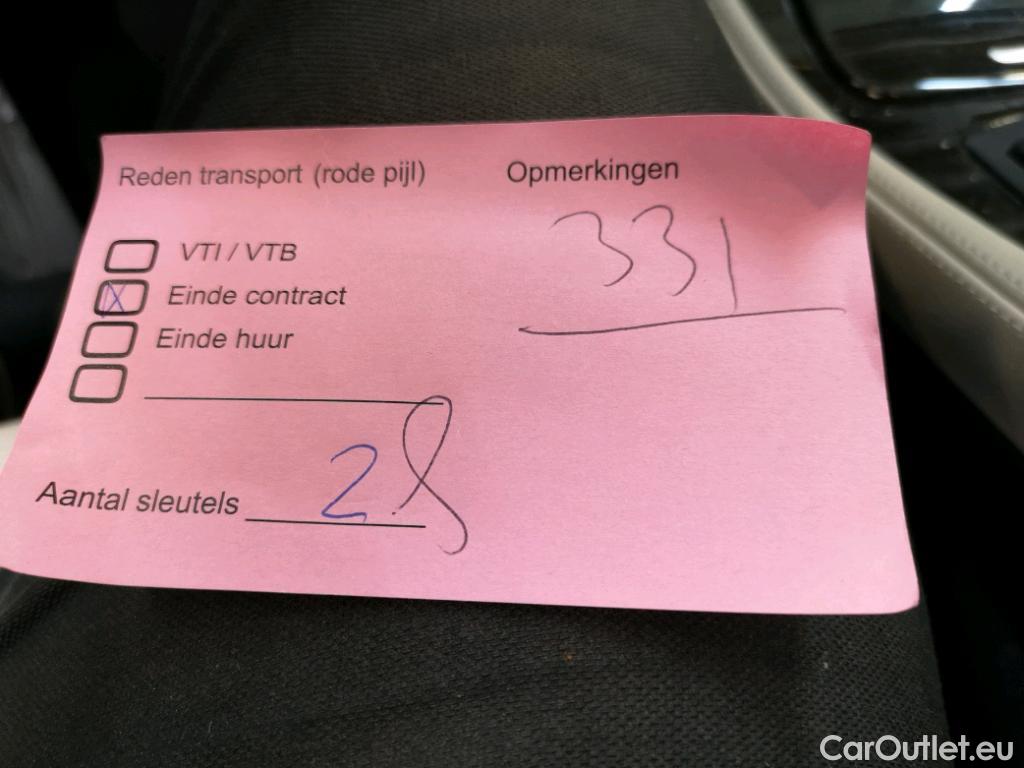 Reden transport (rode pijl)
VTI / VTB
Einde contract
Einde huur
Aantal sleutels 2
Opmerkingen
331
CarOutlet.eu